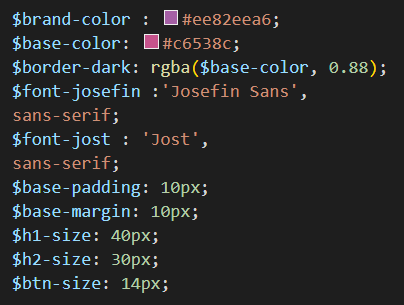 $brand-color : #ee82eea6;
$base-color: #c6538c;
$border-dark: rgba($base-color, 0.88);
$font-josefin :'Josefin Sans',
sans-serif;
$font-jost : 'Jost',
sans-serif;
$base-padding: 10px;
$base-margin: 10px;
$h1-size: 40px;
$h2-size: 30px;
$btn-size: 14px;